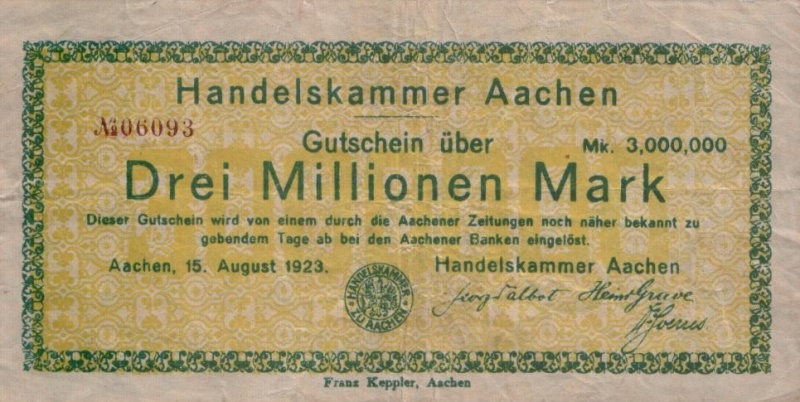 Handelskammer Aachen
№06093
Gutschein über Mk. 3,000,000
Drei Millionen Mark
Dieser Gutschein wird von einem durch die Aachener Zeitungen noch näher bekannt zu
gebendem Tage ab bei den Aachener Banken eingelöst.
Aachen, 15. August 1923. Handelskammer Aachen
HANDELSKAMMER ZU AACHEN
Talbot
Franz Keppler, Aachen